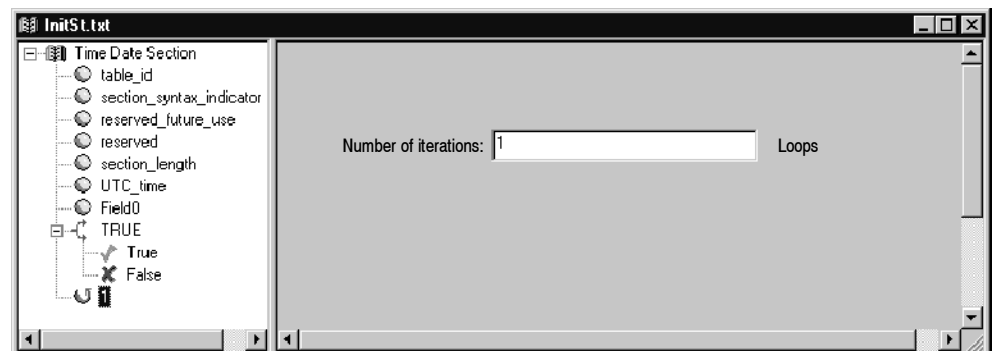 InitSt.txt
Time Date Section
table_id
section_syntax_indicator
reserved_future_use
reserved
section_length
UTC_time
Field0
TRUE
True
False
1
Number of iterations: 1 Loops